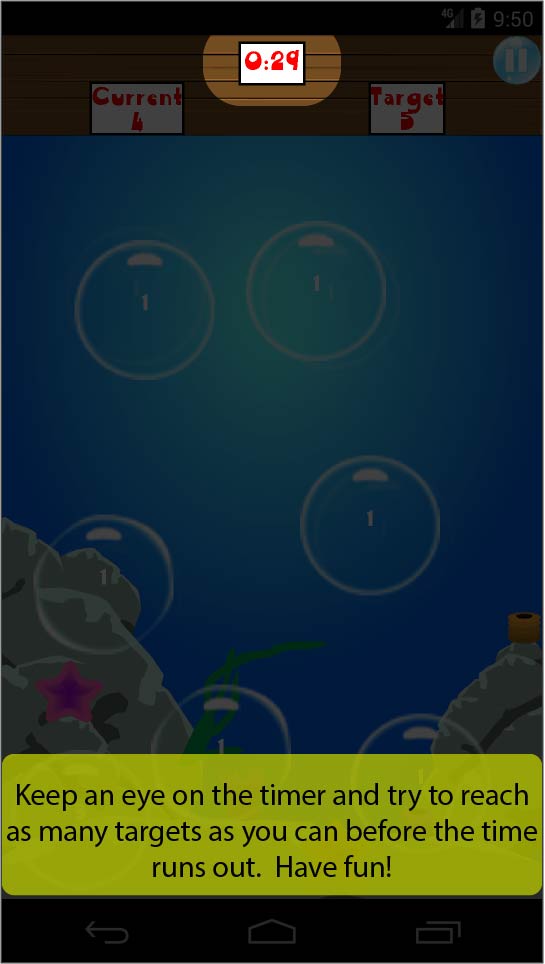 4G 9:50
0:29
Current Target
4 5
1
1
1
1
1
1
Keep an eye on the timer and try to reach
as many targets as you can before the time
runs out. Have fun!